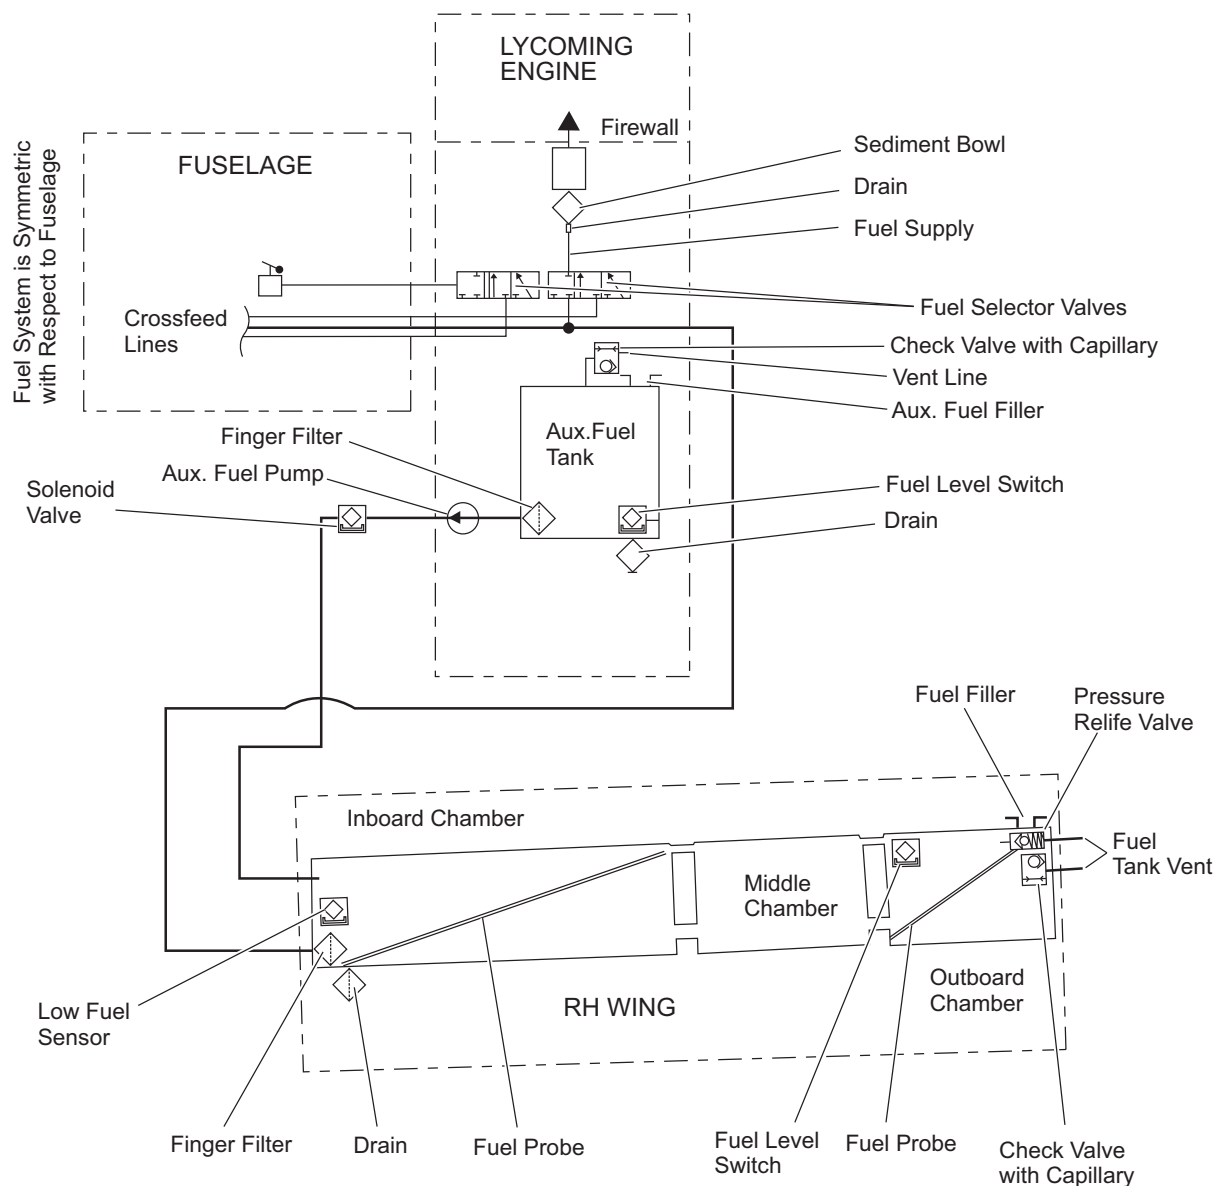 LYCOMING
ENGINE
Firewall
FUSELAGE
Fuel System is Symmetric
with Respect to Fuselage
Sediment Bowl
Drain
Fuel Supply
Crossfeed
Lines
Fuel Selector Valves
Check Valve with Capillary
Vent Line
Aux. Fuel Filler
Finger Filter
Aux.Fuel
Tank
Aux. Fuel Pump
Solenoid
Valve
Fuel Level Switch
Drain
Fuel Filler
Pressure
Relife Valve
Inboard Chamber
Fuel
Tank Vent
Middle
Chamber
Outboard
Chamber
RH WING
Low Fuel
Sensor
Finger Filter
Drain
Fuel Probe
Fuel Level
Switch
Fuel Probe
Check Valve
with Capillary